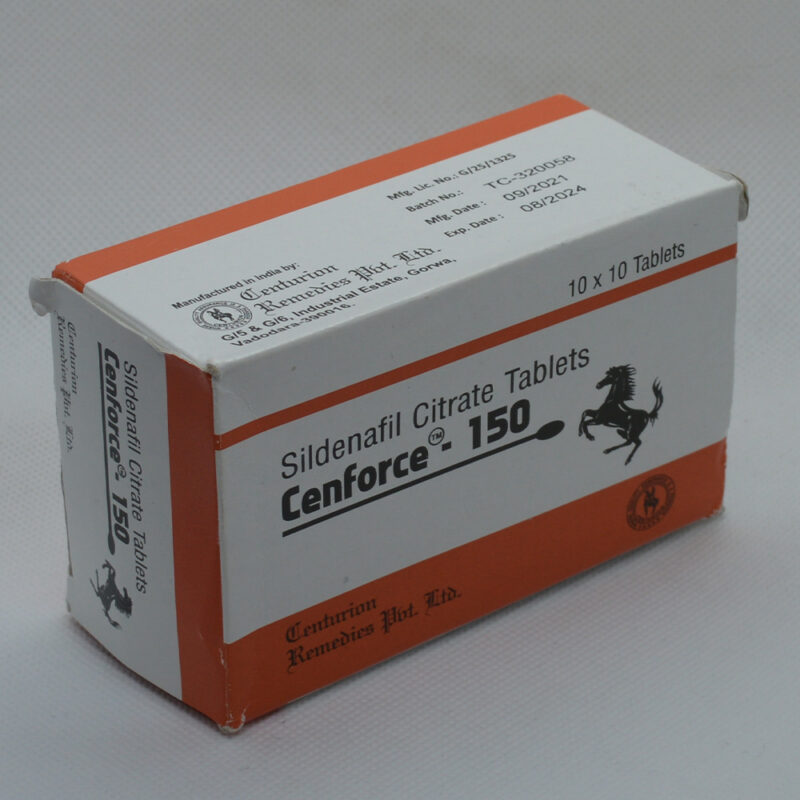 Mfg. Lic. No.: G/25/1325
Batch No.: TC-320058
Mfg. Date : 09/2021
Exp. Date : 08/2024
Manufactured in India by:
Centurion
Remedies Pvt. Ltd.
G/5 & G/6, Industrial Estate, Gorwa,
Vadodara-390016.
10 x 10 Tablets
Sildenafil Citrate Tablets
Cenforce™- 150
Centurion
Remedies Pvt. Ltd.
Sildenafil Citrate Tablets
Cenforce™- 150
Centurion
Remedies Pvt. Ltd.